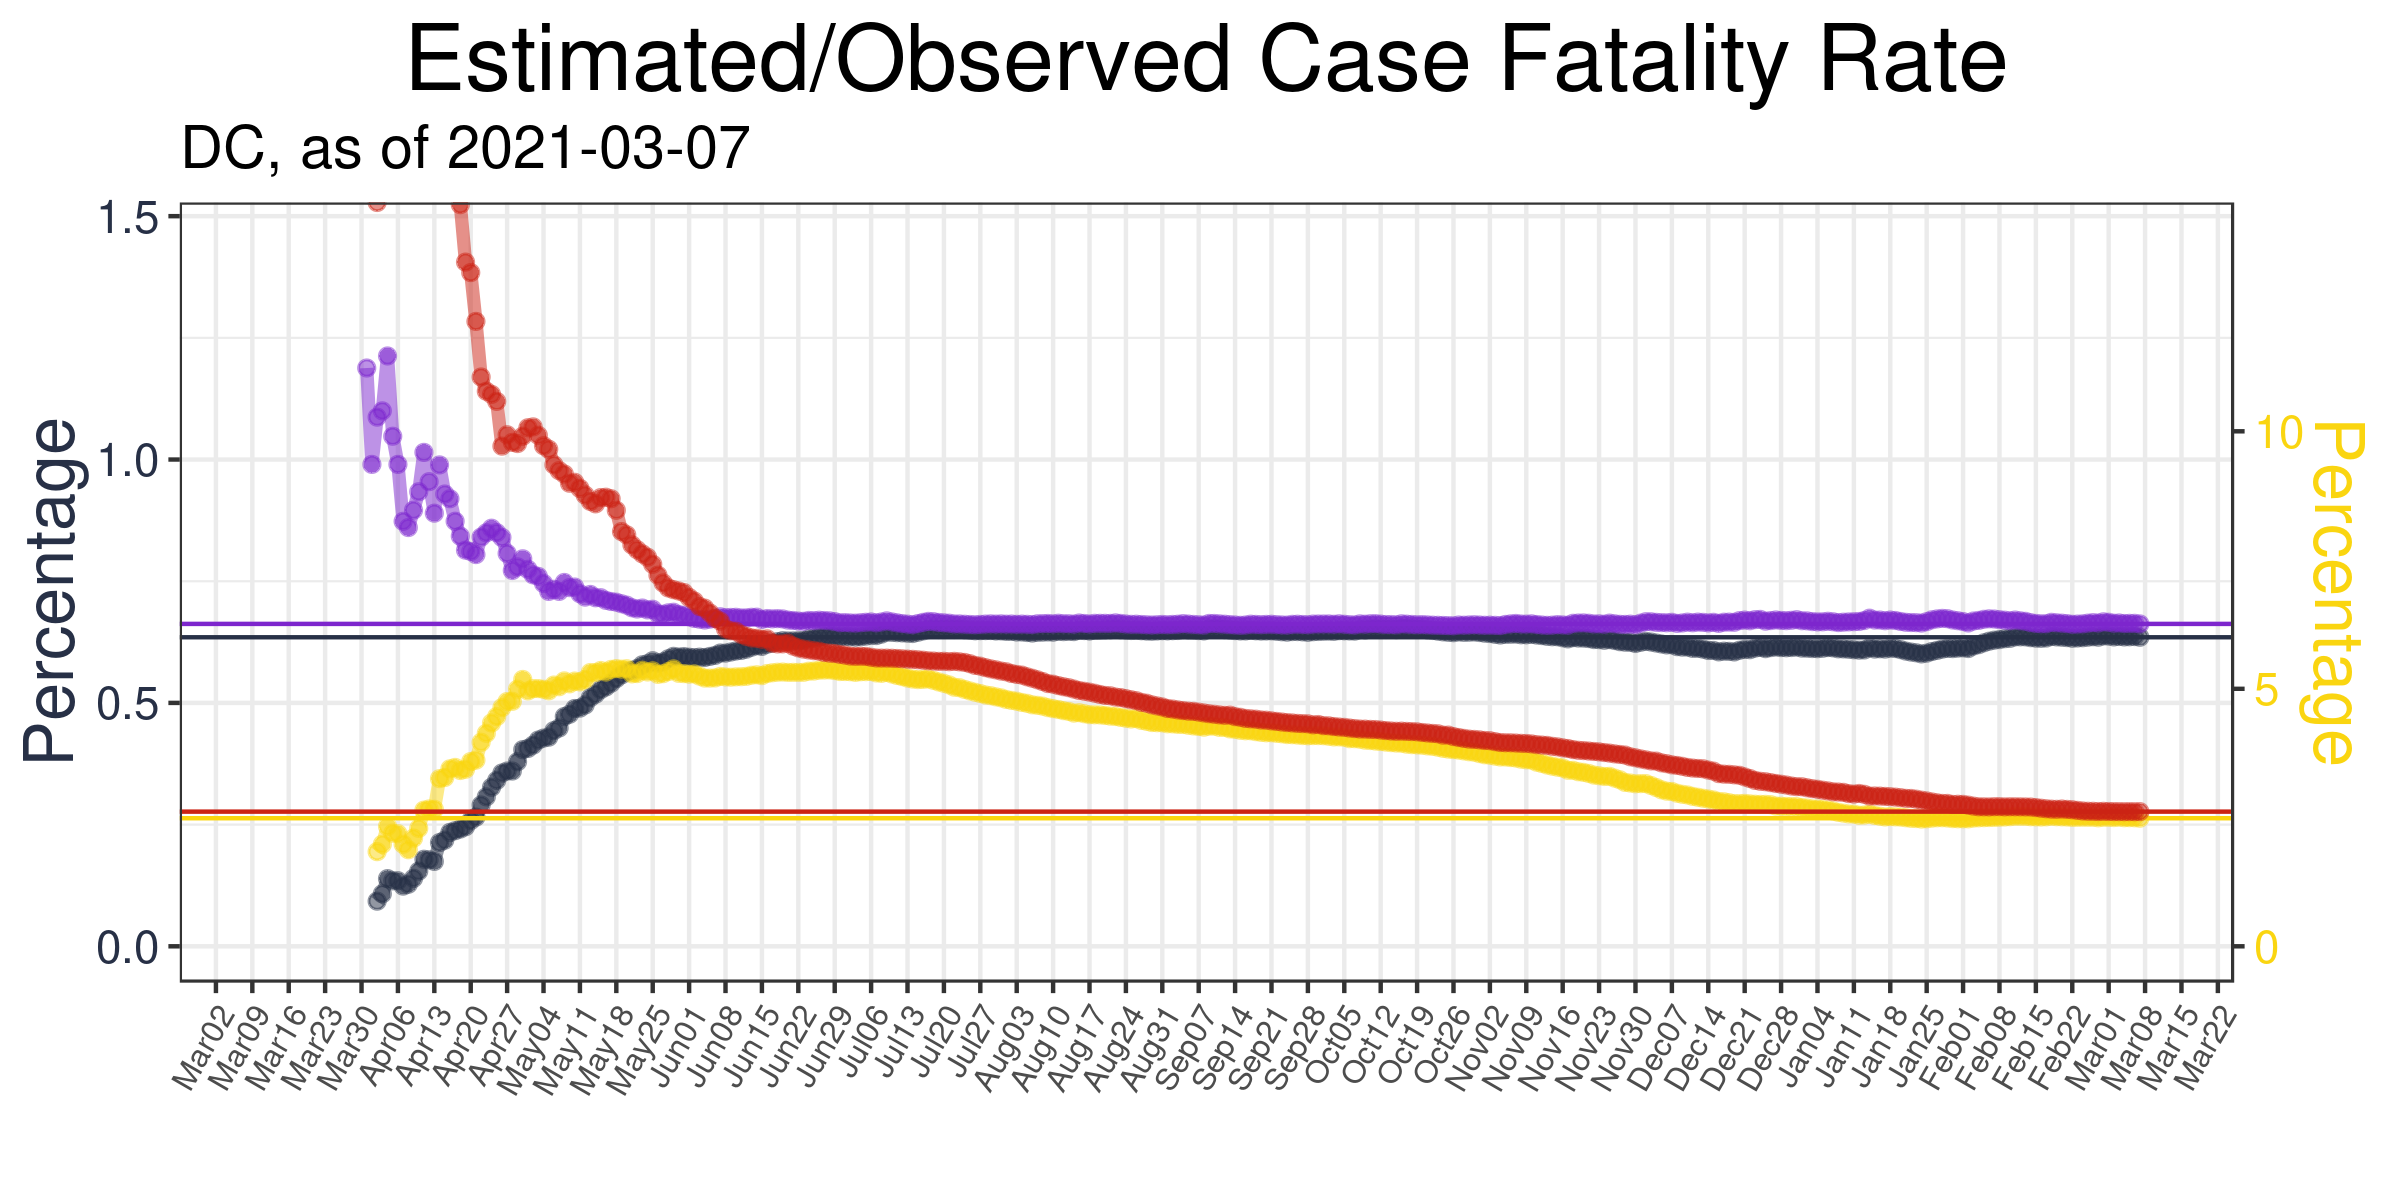 Estimated/Observed Case Fatality Rate
DC, as of 2021-03-07
Percentage
1.5
1.0
0.5
0.0
10
5
0
Percentage
Mar02
Mar09
Mar16
Mar23
Mar30
Apr06
Apr13
Apr20
Apr27
May04
May11
May18
May25
Jun01
Jun08
Jun15
Jun22
Jun29
Jul06
Jul13
Jul20
Jul27
Aug03
Aug10
Aug17
Aug24
Aug31
Sep07
Sep14
Sep21
Sep28
Oct05
Oct12
Oct19
Oct26
Nov02
Nov09
Nov16
Nov23
Nov30
Dec07
Dec14
Dec21
Dec28
Jan04
Jan11
Jan18
Jan25
Feb01
Feb08
Feb15
Feb22
Mar01
Mar08
Mar15
Mar22